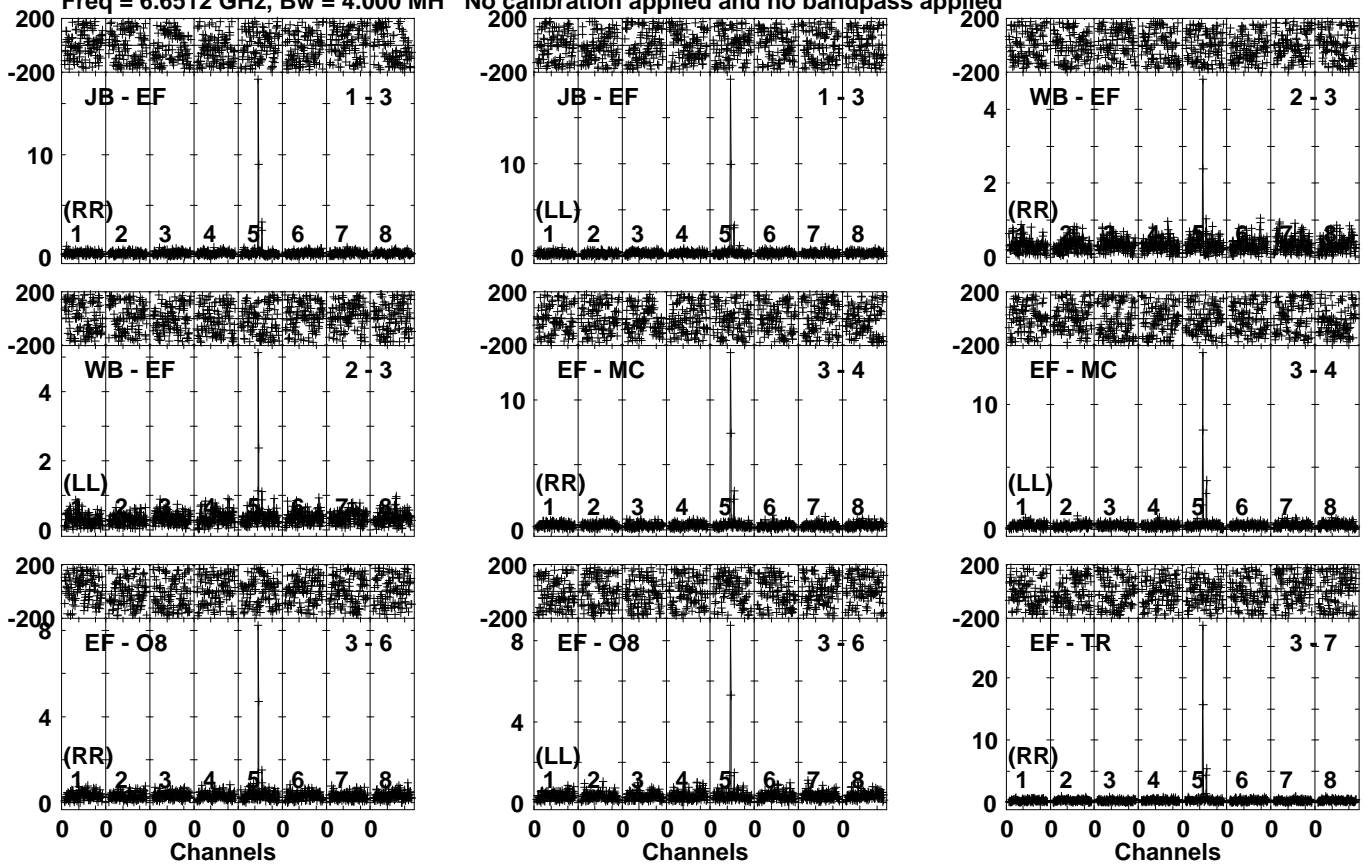 Freq = 6.6512 GHz, Bw = 4.000 MH No calibration applied and no bandpass applied
200 200 200
-200 -200 -200
JB - EF 1 - 3 JB - EF 1 - 3 WB - EF 2 - 3
10 10 4
2
(RR) (LL) (RR)
1 2 3 4 5 6 7 8 1 2 3 4 5 6 7 8 1 2 3 4 5 6 7 8
0 0 0
200 200 200
-200 -200 -200
WB - EF 2 - 3 EF - MC 3 - 4 EF - MC 3 - 4
4 10 10
2
(LL) (RR) (LL)
1 2 3 4 5 6 7 8 1 2 3 4 5 6 7 8 1 2 3 4 5 6 7 8
0 0 0
200 200 200
-200 -200 -200
8 EF - O8 3 - 6 8 EF - O8 3 - 6 EF - TR 3 - 7
20
4 4 10
(RR) (LL) (RR)
1 2 3 4 5 6 7 8 1 2 3 4 5 6 7 8 1 2 3 4 5 6 7 8
0 0 0
0 0 0 0 0 0 0 0 0 0 0 0 0 0 0 0 0 0 0 0 0 0 0 0
Channels Channels Channels